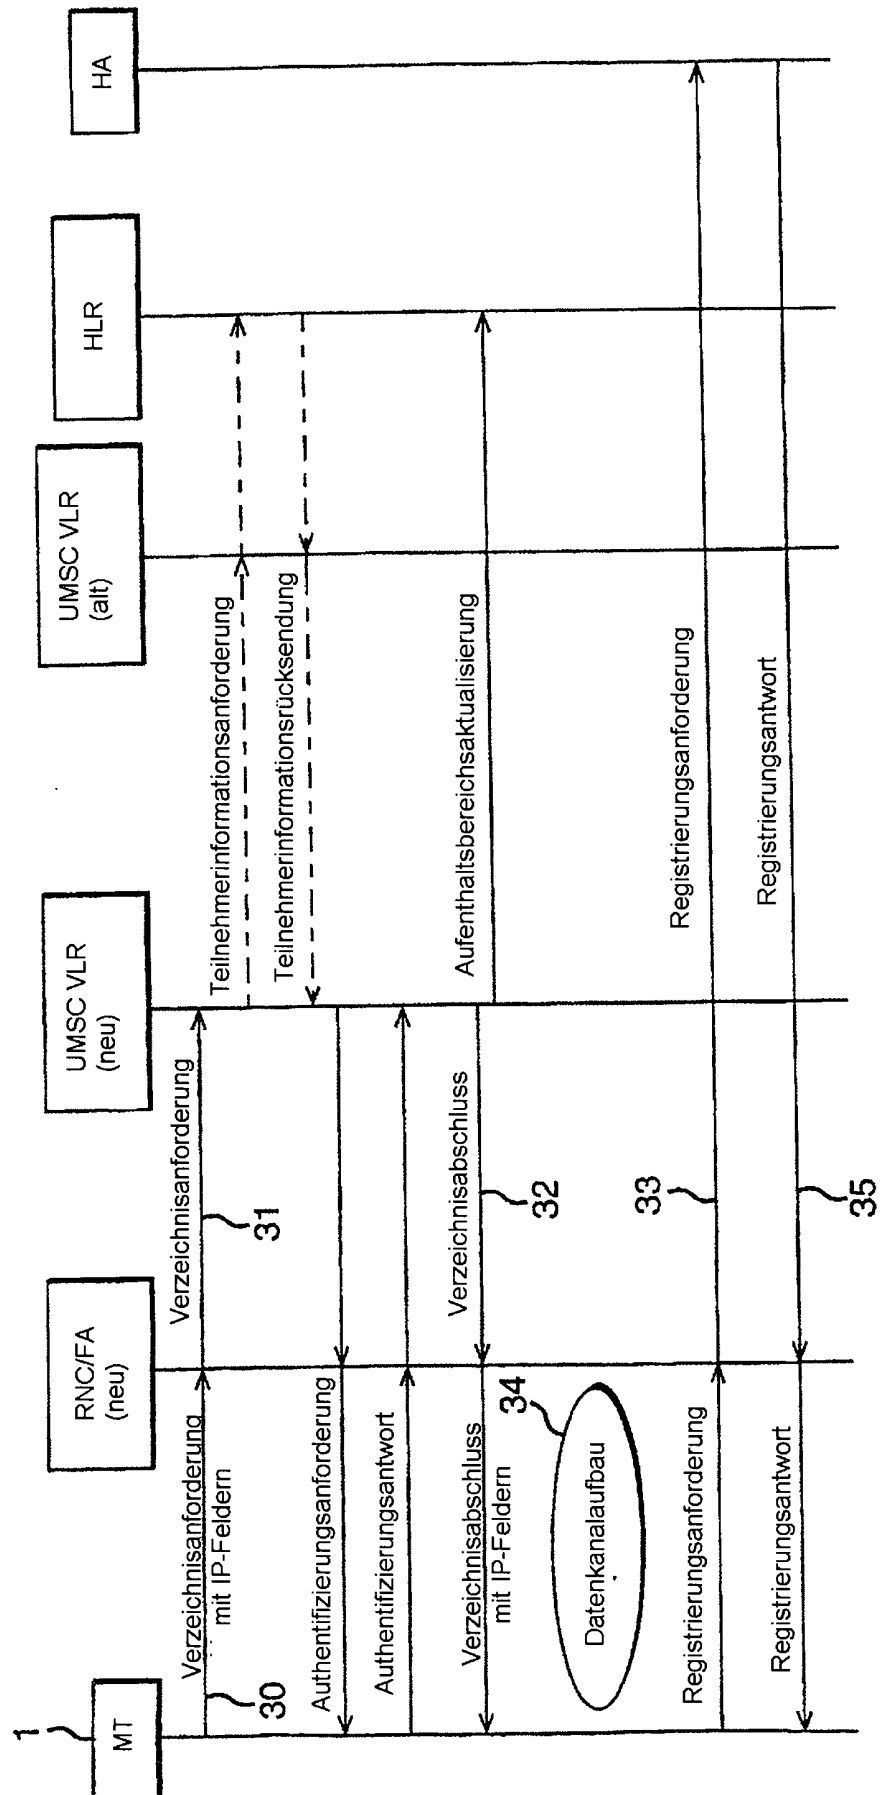 1
MT
RNC/FA
(neu)
UMSC VLR
(neu)
UMSC VLR
(alt)
HLR
HA
Verzeichnisanforderung
mit IP-Feldern
30
Verzeichnisanforderung
31
Teilnehmerinformationsanforderung
Teilnehmerinformationsrücksendung
Authentifizierungsanforderung
Authentifizierungsantwort
Verzeichnisabschluss
mit IP-Feldern
Verzeichnisabschluss
32
Aufenthaltsbereichsaktualisierung
34
Datenkanalaufbau
Registrierungsanforderung
33
Registrierungsanforderung
Registrierungsantwort
35
Registrierungsantwort